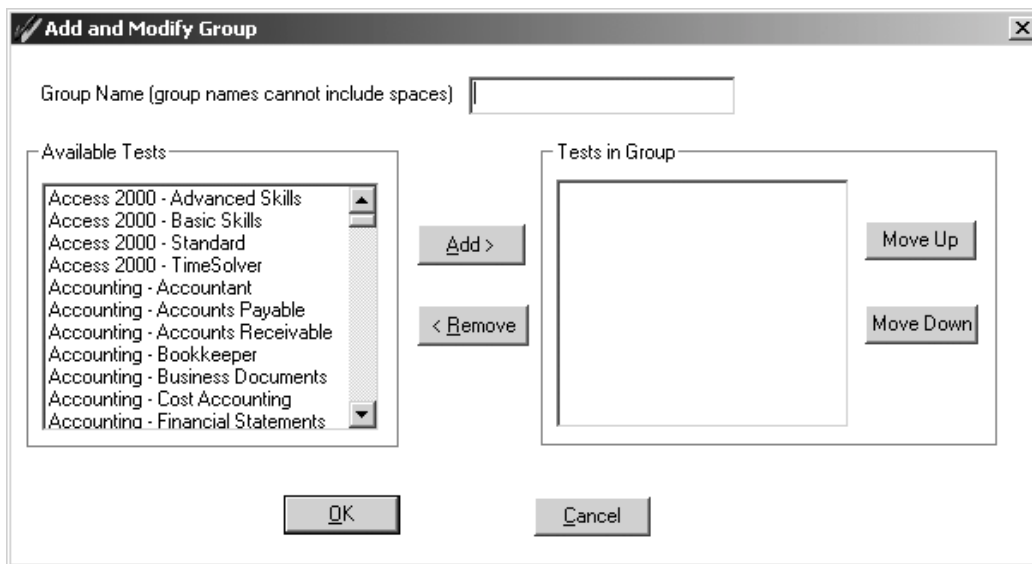 Add and Modify Group
Group Name (group names cannot include spaces)
Available Tests
Access 2000 - Advanced Skills
Access 2000 - Basic Skills
Access 2000 - Standard
Access 2000 - TimeSolver
Accounting - Accountant
Accounting - Accounts Payable
Accounting - Accounts Receivable
Accounting - Bookkeeper
Accounting - Business Documents
Accounting - Cost Accounting
Accounting - Financial Statements
Add >
< Remove
Tests in Group
Move Up
Move Down
OK
Cancel